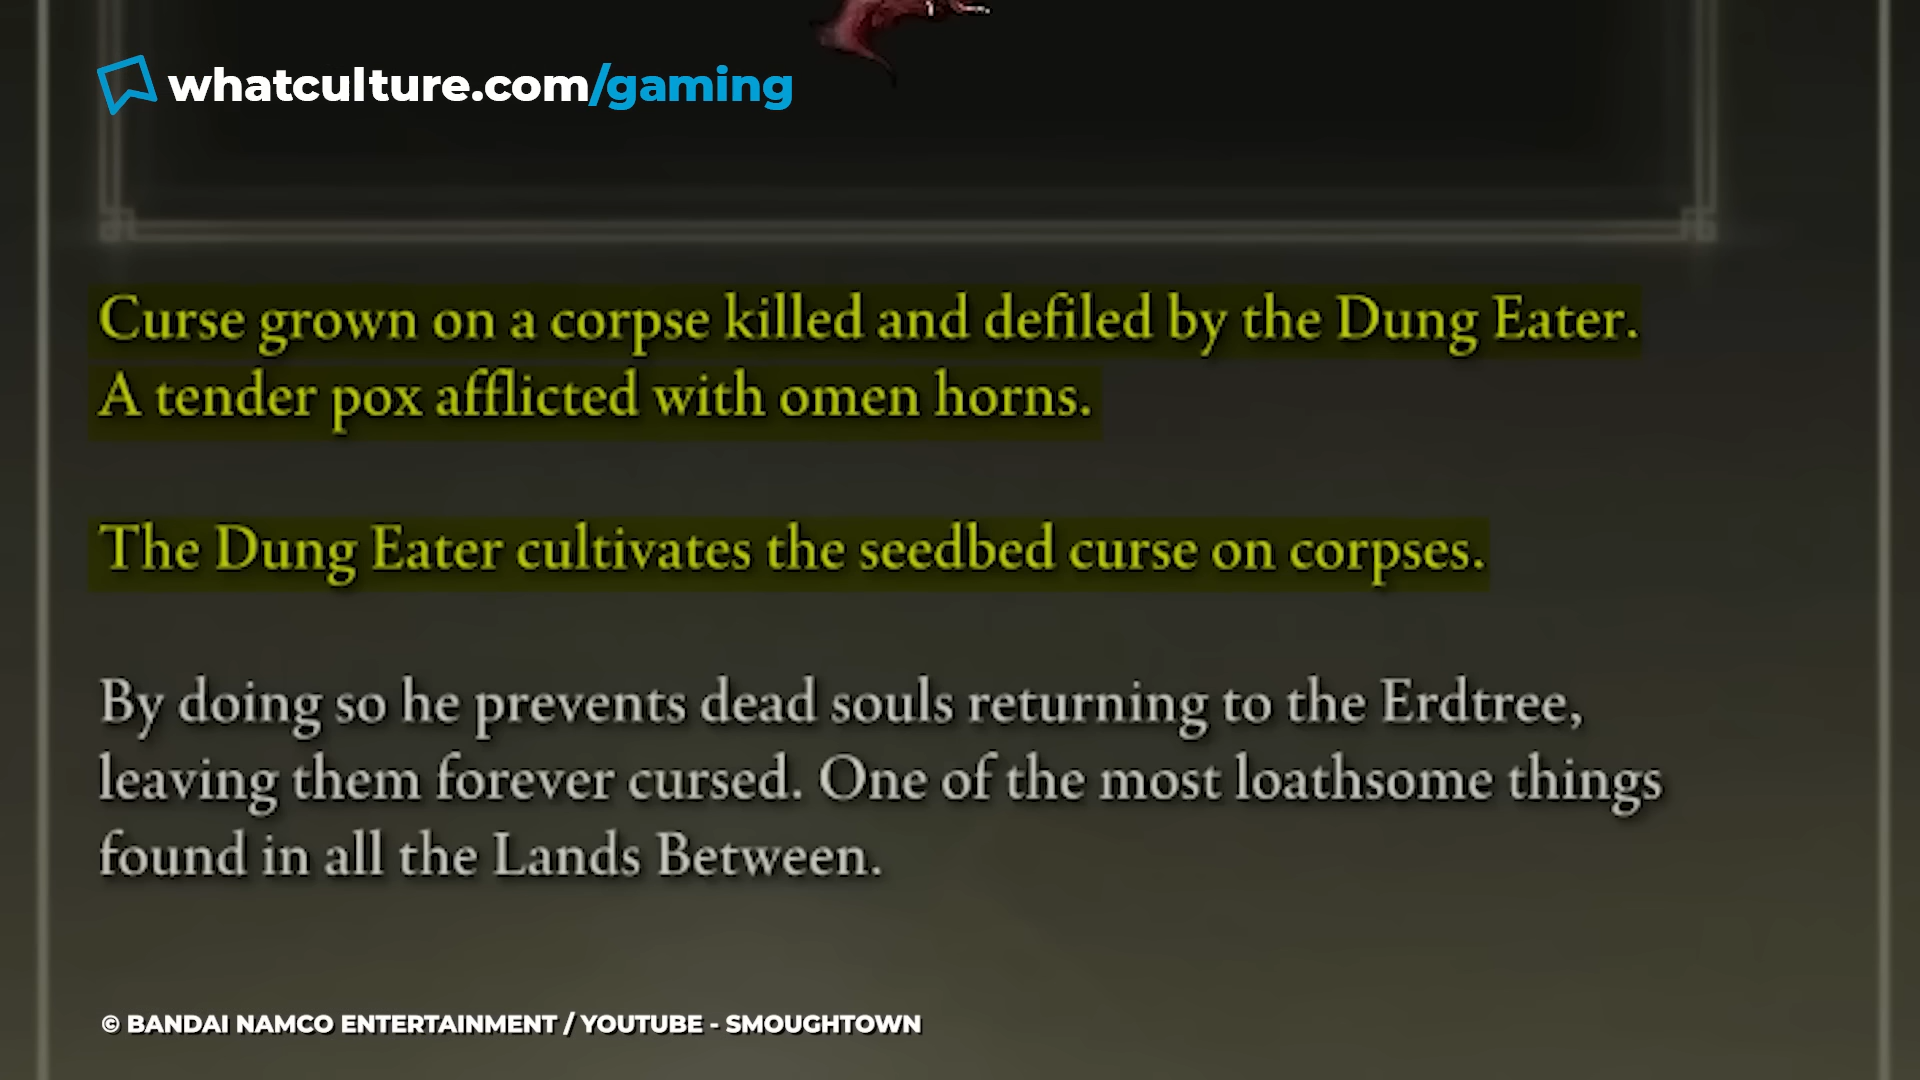 whatculture.com/gaming
Curse grown on a corpse killed and defiled by the Dung Eater.
A tender pox afflicted with omen horns.
The Dung Eater cultivates the seedbed curse on corpses.
By doing so he prevents dead souls returning to the Erdtree,
leaving them forever cursed. One of the most loathsome things
found in all the Lands Between.
© BANDAI NAMCO ENTERTAINMENT / YOUTUBE - SMOUGHTOWN